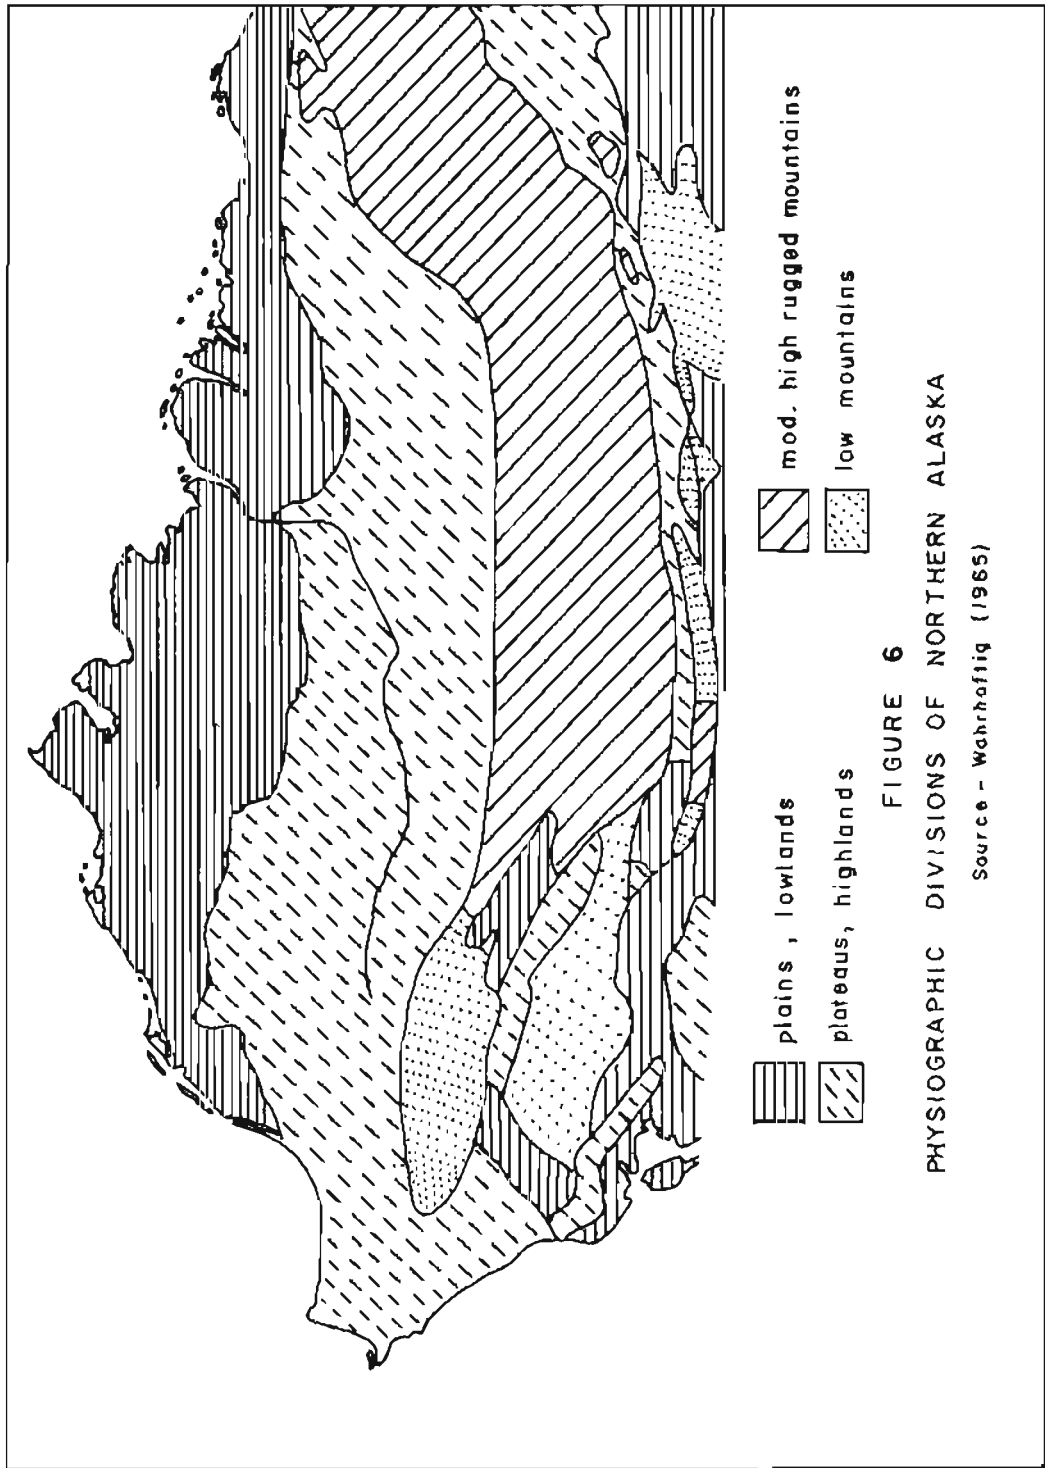 plains, lowlands
plateaus, highlands
mod. high rugged mountains
low mountains
FIGURE 6
PHYSIOGRAPHIC DIVISIONS OF NORTHERN ALASKA
Source - Wahrhaftig (1965)